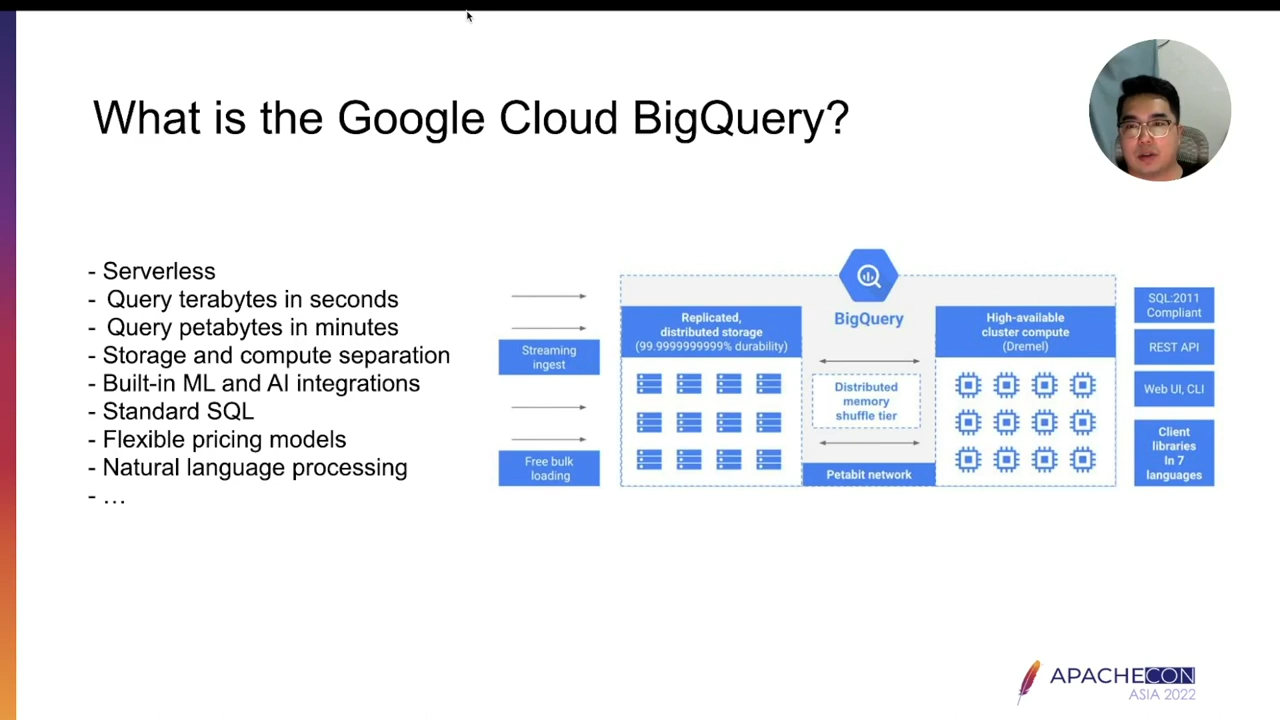 What is the Google Cloud BigQuery?
- Serverless
- Query terabytes in seconds
- Query petabytes in minutes
- Storage and compute separation
- Built-in ML and AI integrations
- Standard SQL
- Flexible pricing models
- Natural language processing
- …
Streaming
ingest
Free bulk
loading
Replicated,
distributed storage
(99.9999999999% durability)
BigQuery
Distributed
memory
shuffle tier
Petabit network
High-available
cluster compute
(Dremel)
SQL:2011
Compliant
REST API
Web UI, CLI
Client
libraries
In 7
languages
APACHECON
ASIA 2022